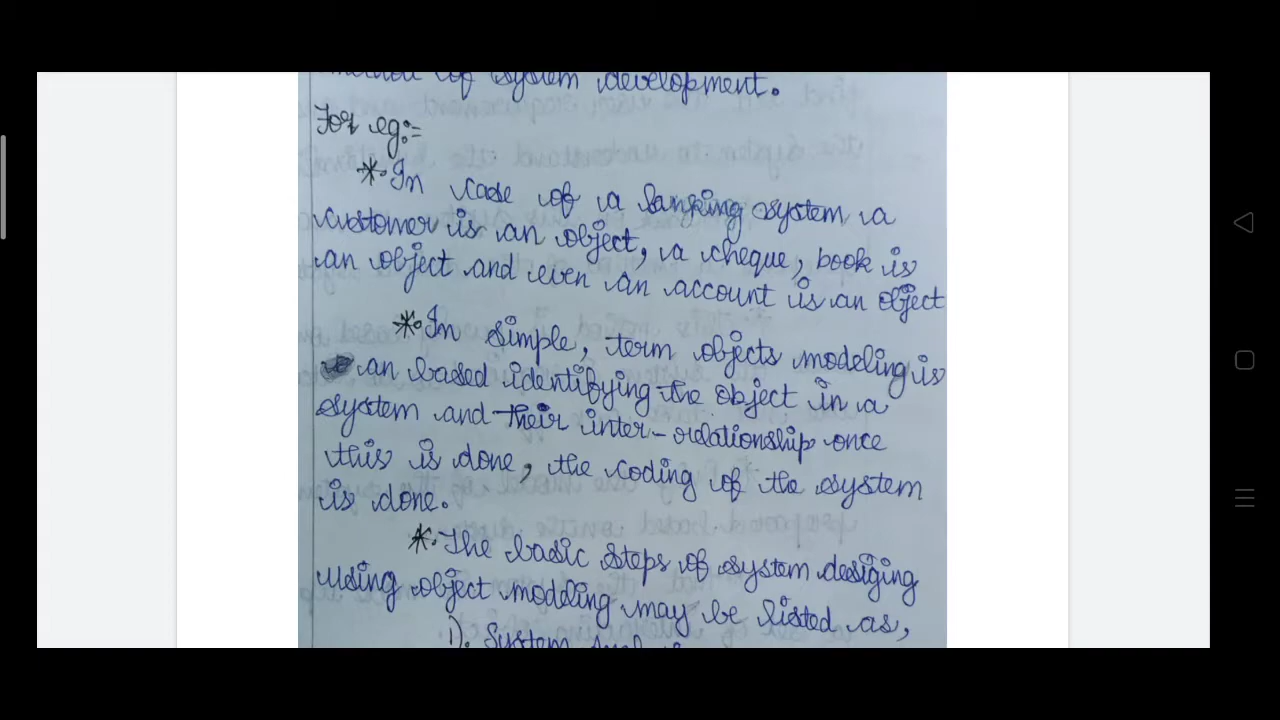 of system development.
For eg:-
*. In case of a banking system a
customer is an object, a cheque, book is
an object and even an account is an object
*. In simple, term objects modeling is
an based identifying the object in a
system and their inter-relationship once
this is done, the coding of the system
is done.
*. The basic steps of system desiging
using object modeling may be listed as,
i). System